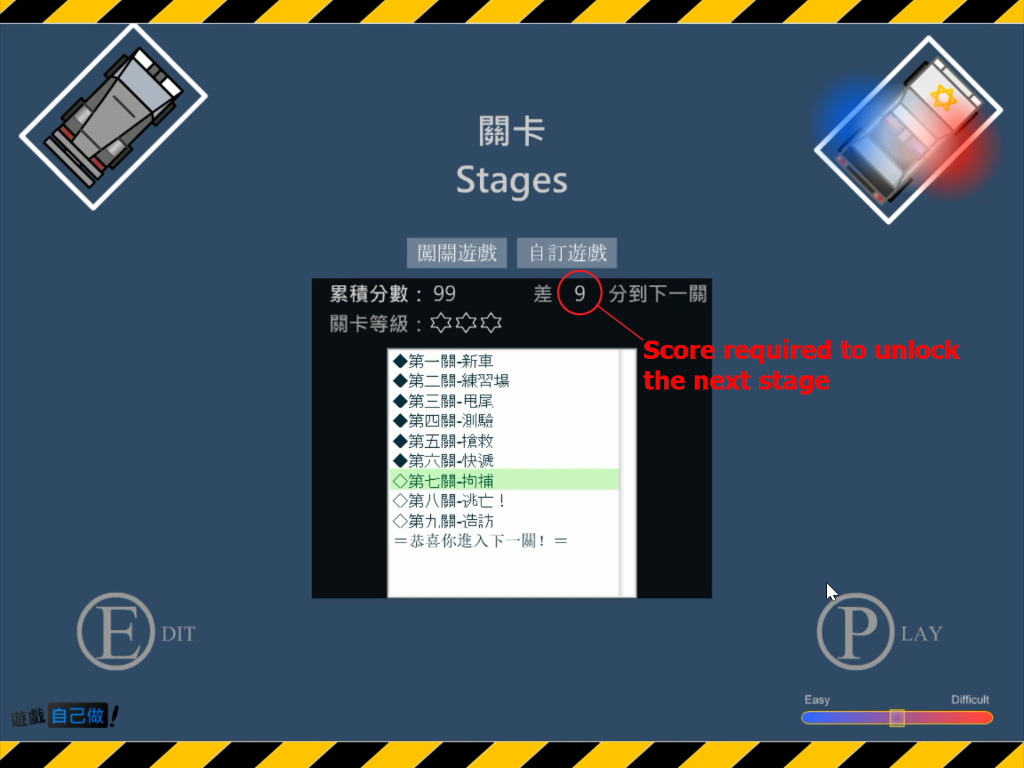 關卡
Stages
闖關遊戲 自訂遊戲
累積分數：99 差 9 分到下一關
關卡等級：
Score required to unlock
the next stage
◆第一關-新車
◆第二關-練習場
◆第三關-甩尾
◆第四關-測驗
◆第五關-搶救
◆第六關-快遞
◇第七關-拘捕
◇第八關-逃亡！
◇第九關-造訪
＝恭喜你進入下一關！＝
EDIT
PLAY
Easy Difficult
遊戲自己做！